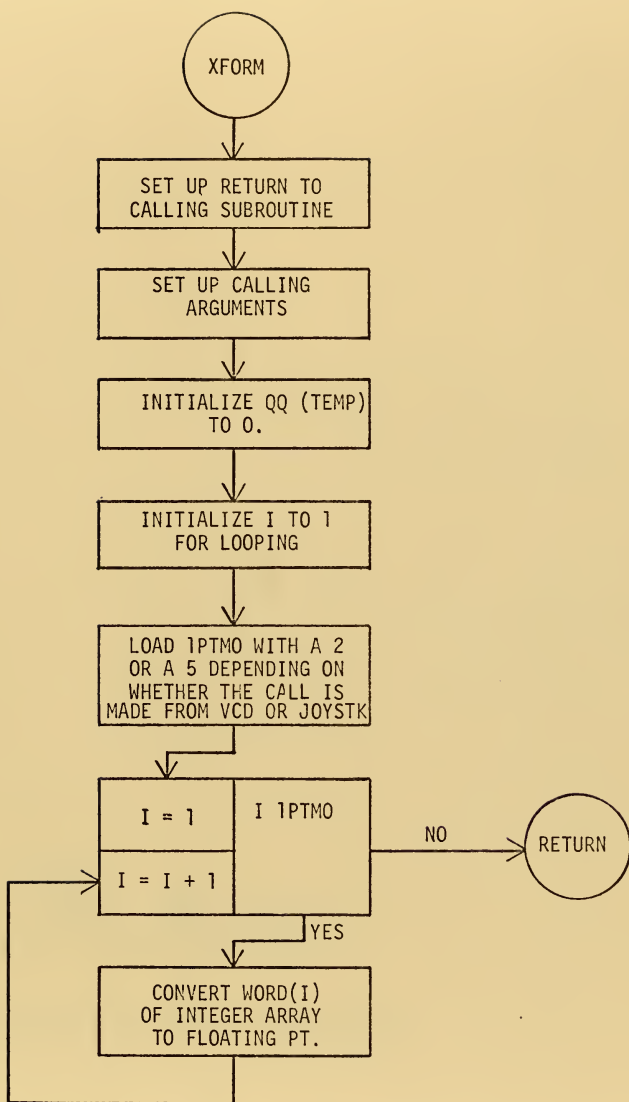 XFORM
SET UP RETURN TO
CALLING SUBROUTINE
SET UP CALLING
ARGUMENTS
INITIALIZE QQ (TEMP)
TO 0.
INITIALIZE I TO 1
FOR LOOPING
LOAD 1PTMO WITH A 2
OR A 5 DEPENDING ON
WHETHER THE CALL IS
MADE FROM VCD OR JOYSTK
I = 1
I 1PTMO
NO
RETURN
I = I + 1
YES
CONVERT WORD(I)
OF INTEGER ARRAY
TO FLOATING PT.